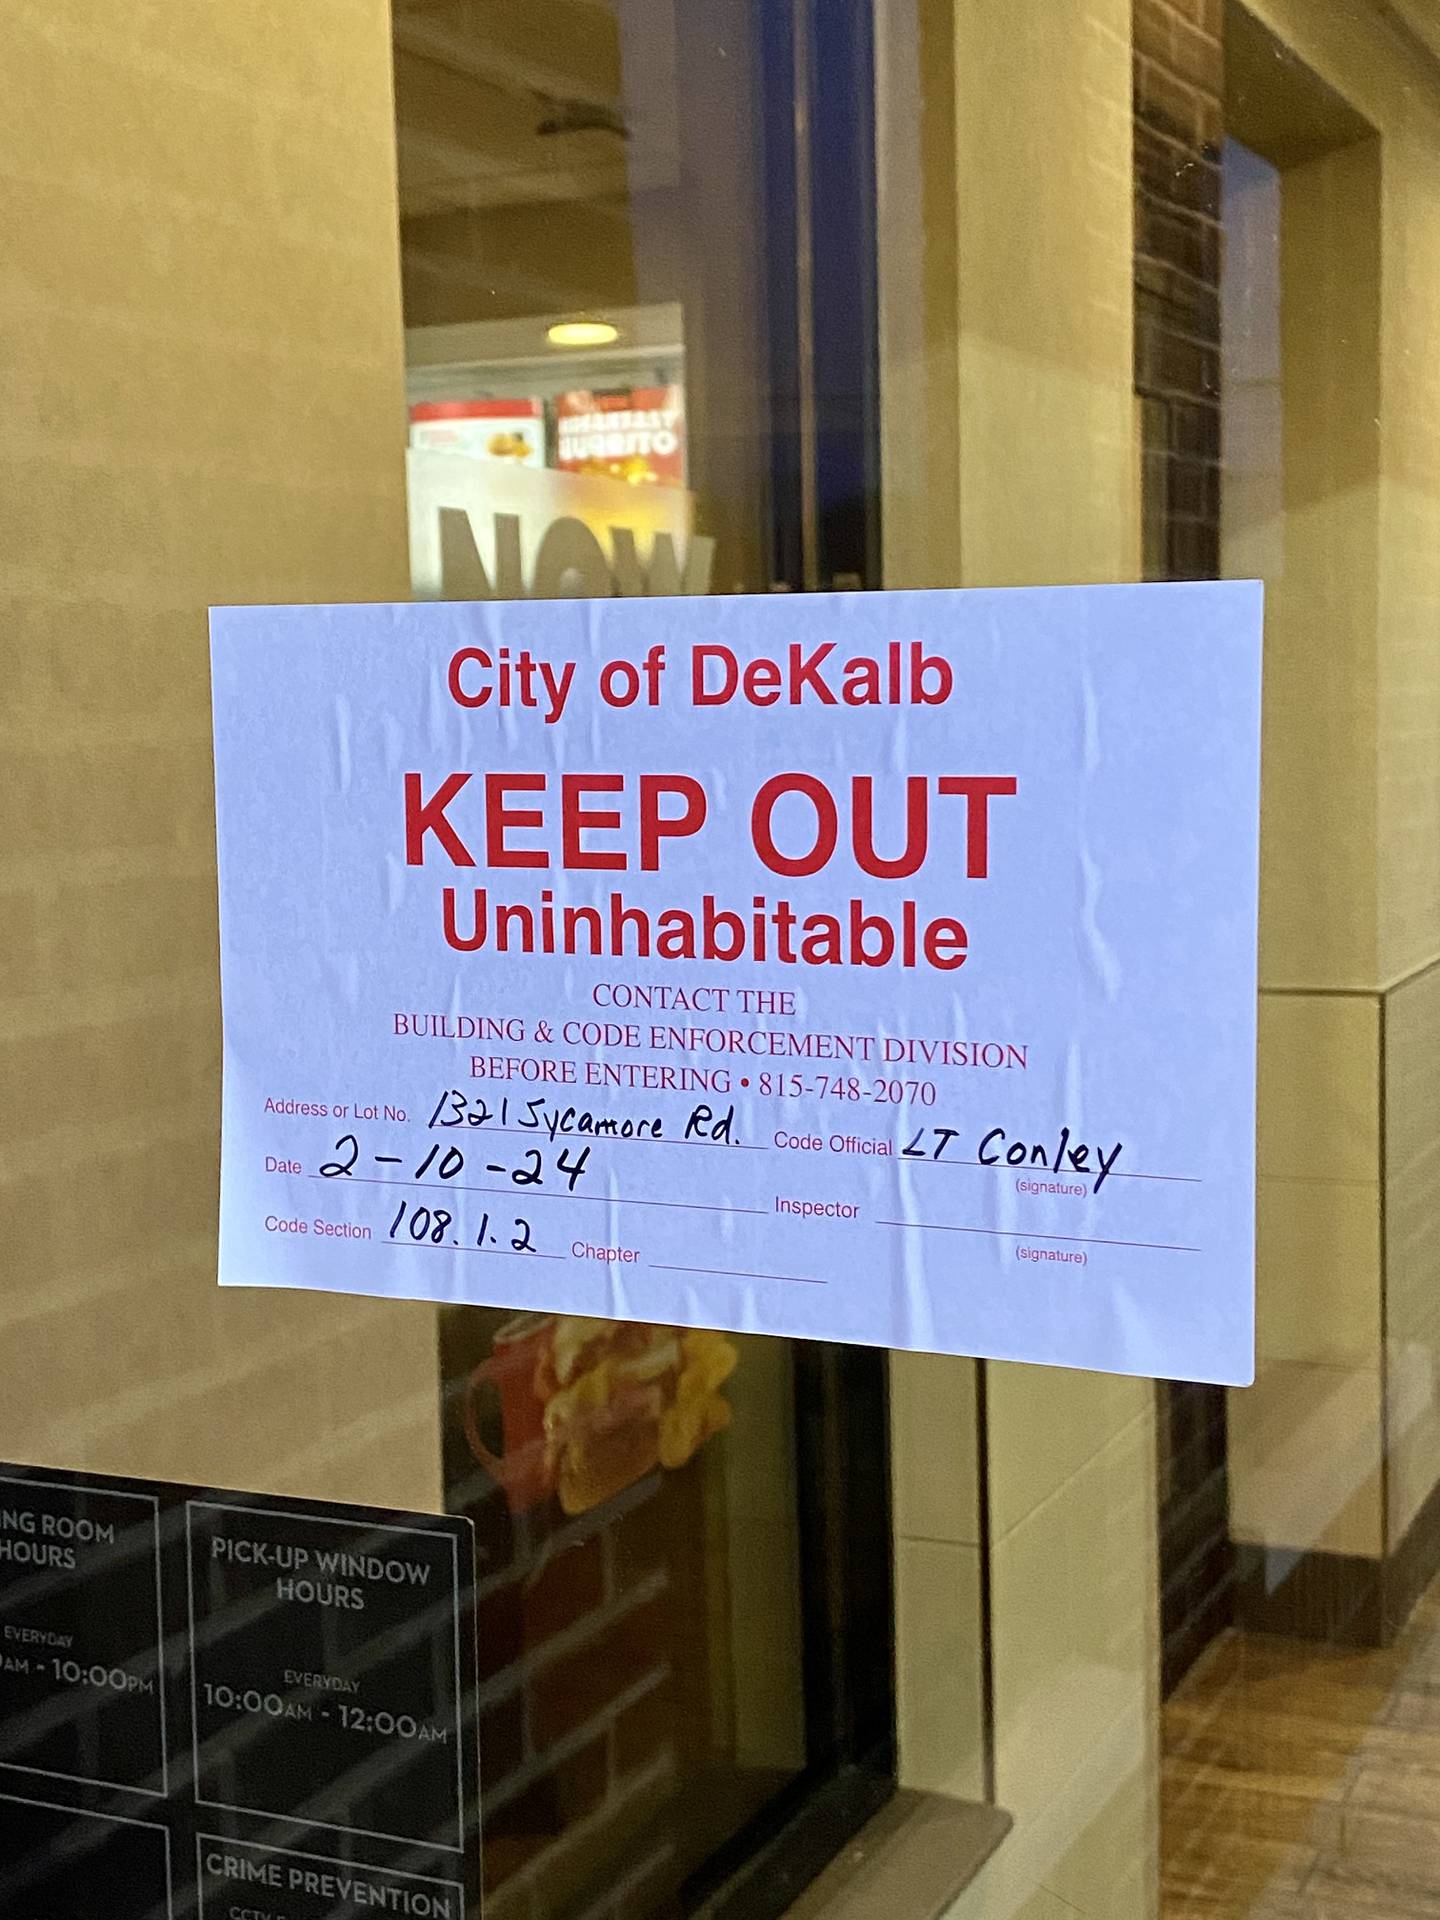 NOW
City of DeKalb
KEEP OUT
Uninhabitable
CONTACT THE
BUILDING & CODE ENFORCEMENT DIVISION
BEFORE ENTERING • 815-748-2070
Address or Lot No. 1321 Sycamore Rd. Code Official LT Conley
(signature)
Date 2-10-24 Inspector
(signature)
Code Section 108.1.2 Chapter
NG ROOM
HOURS
EVERYDAY
AM - 10:00PM
PICK-UP WINDOW
HOURS
EVERYDAY
10:00AM - 12:00AM
CRIME PREVENTION
CCTV